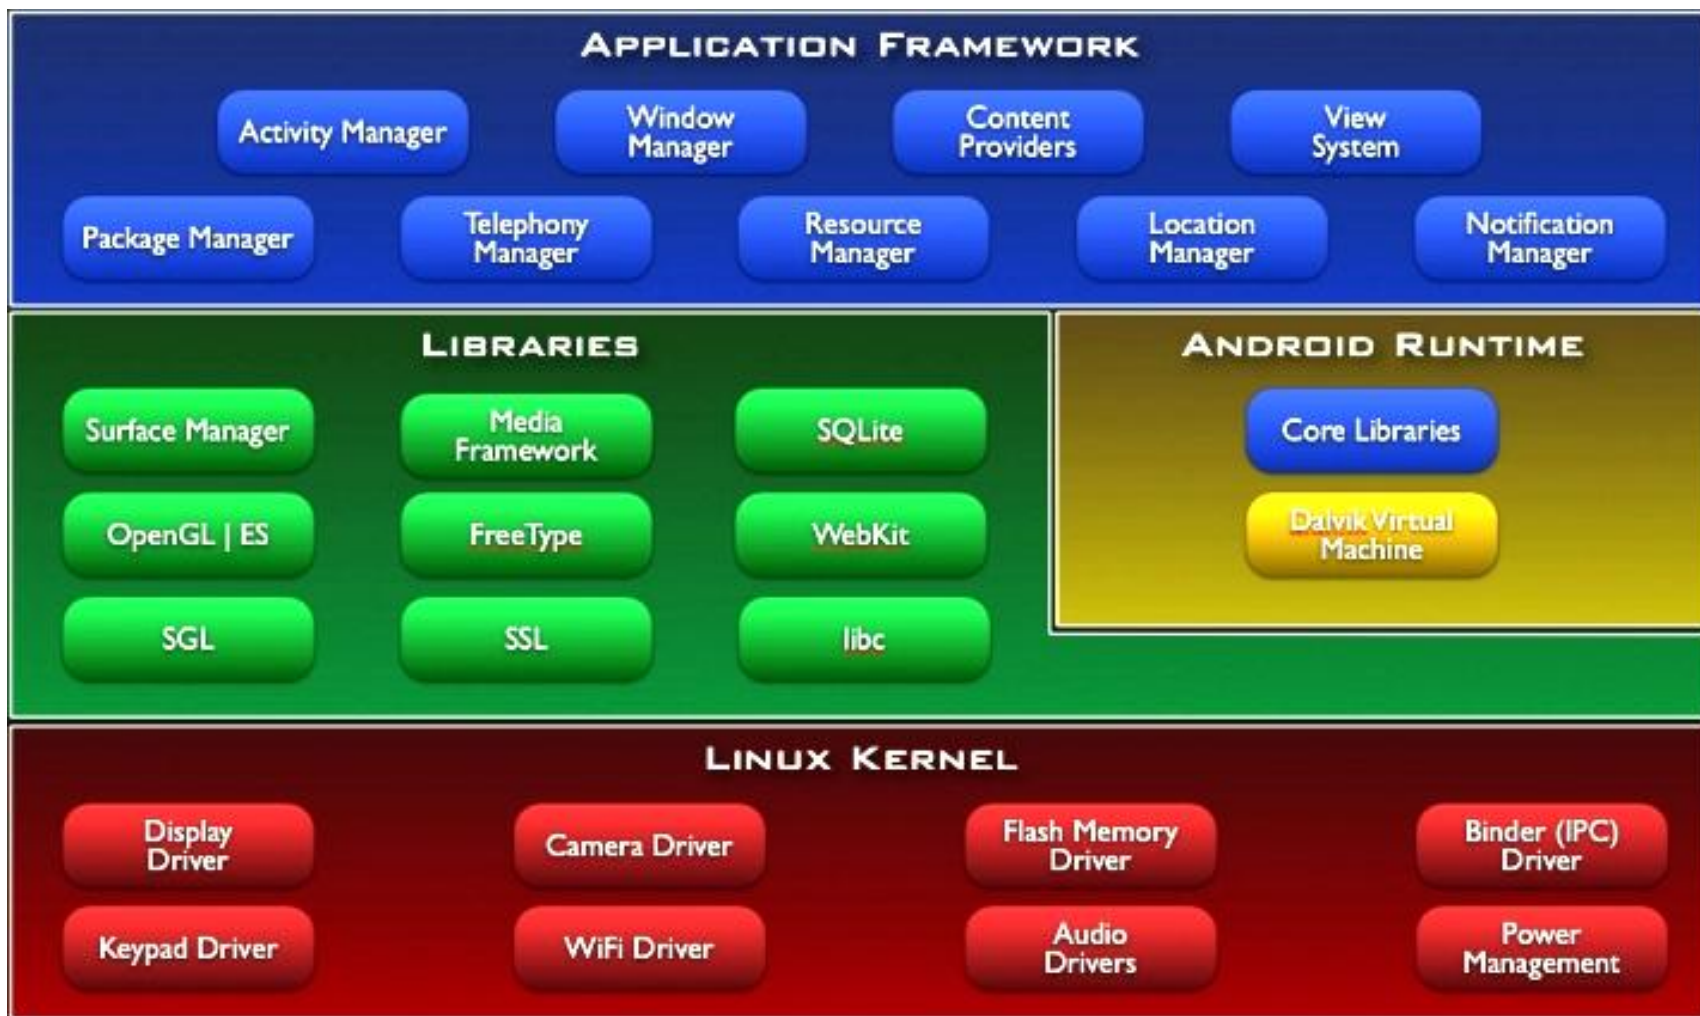 APPLICATION FRAMEWORK
Activity Manager
Window
Manager
Content
Providers
View
System
Package Manager
Telephony
Manager
Resource
Manager
Location
Manager
Notification
Manager
LIBRARIES
Surface Manager
Media
Framework
SQLite
OpenGL | ES
FreeType
WebKit
SGL
SSL
libc
ANDROID RUNTIME
Core Libraries
Dalvik Virtual
Machine
LINUX KERNEL
Display
Driver
Camera Driver
Flash Memory
Driver
Binder (IPC)
Driver
Keypad Driver
WiFi Driver
Audio
Drivers
Power
Management